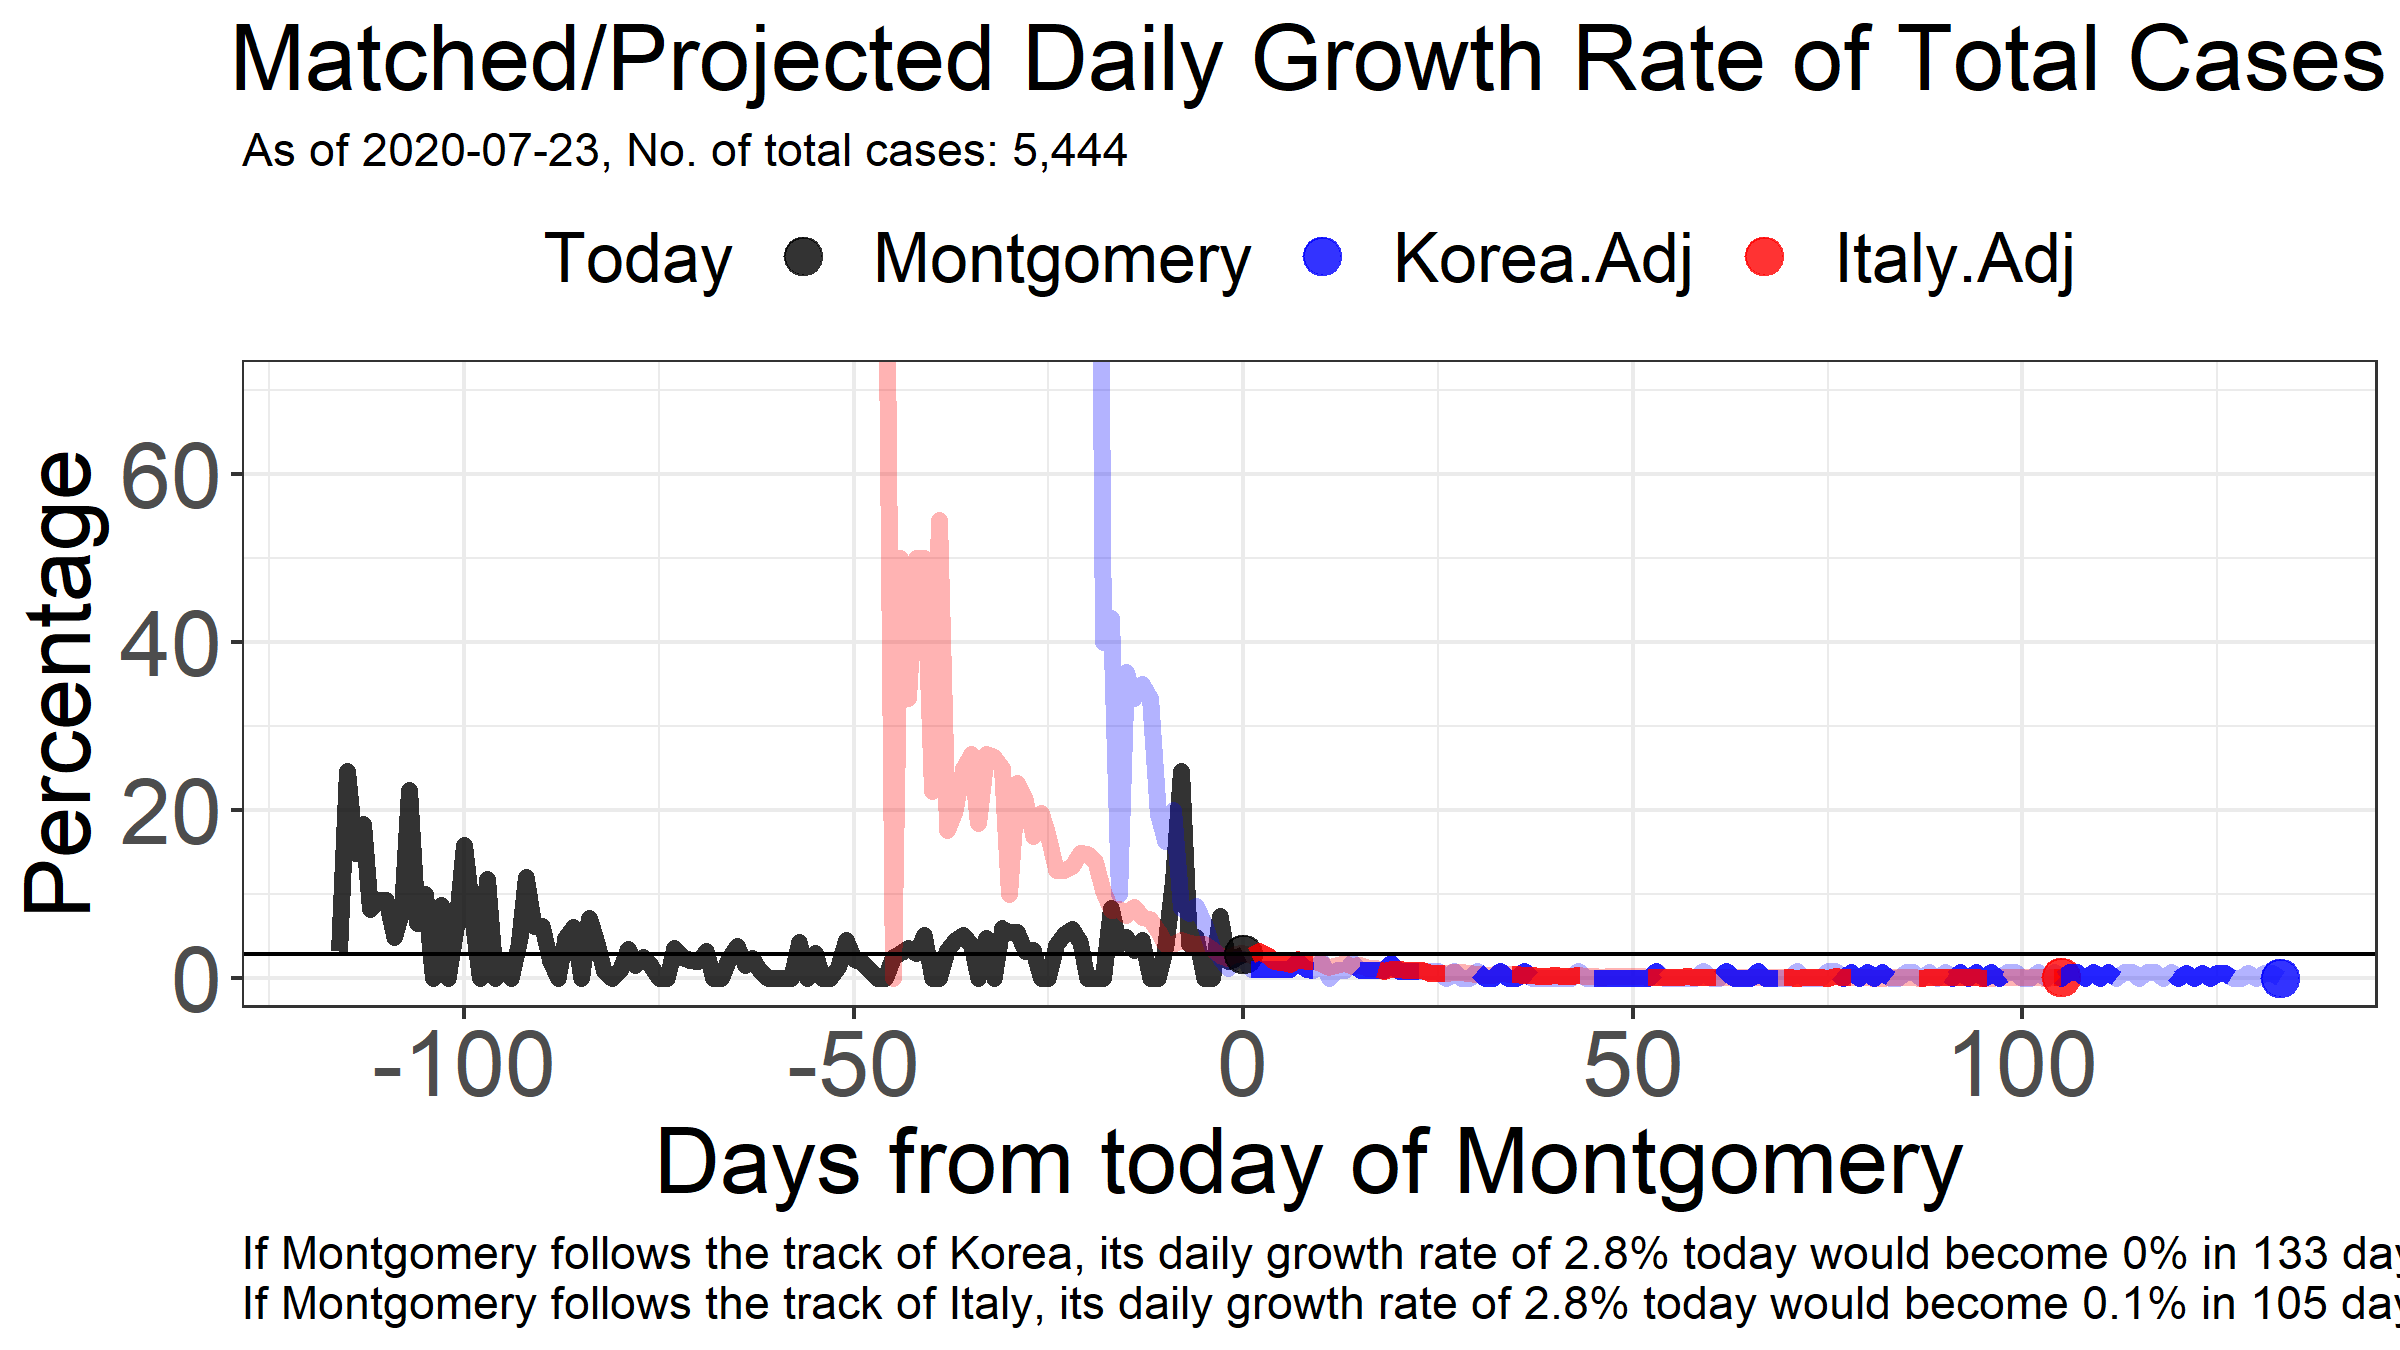 Matched/Projected Daily Growth Rate of Total Cases
As of 2020-07-23, No. of total cases: 5,444
Today Montgomery Korea.Adj Italy.Adj
Percentage
60
40
20
0
-100 -50 0 50 100
Days from today of Montgomery
If Montgomery follows the track of Korea, its daily growth rate of 2.8% today would become 0% in 133 day
If Montgomery follows the track of Italy, its daily growth rate of 2.8% today would become 0.1% in 105 day